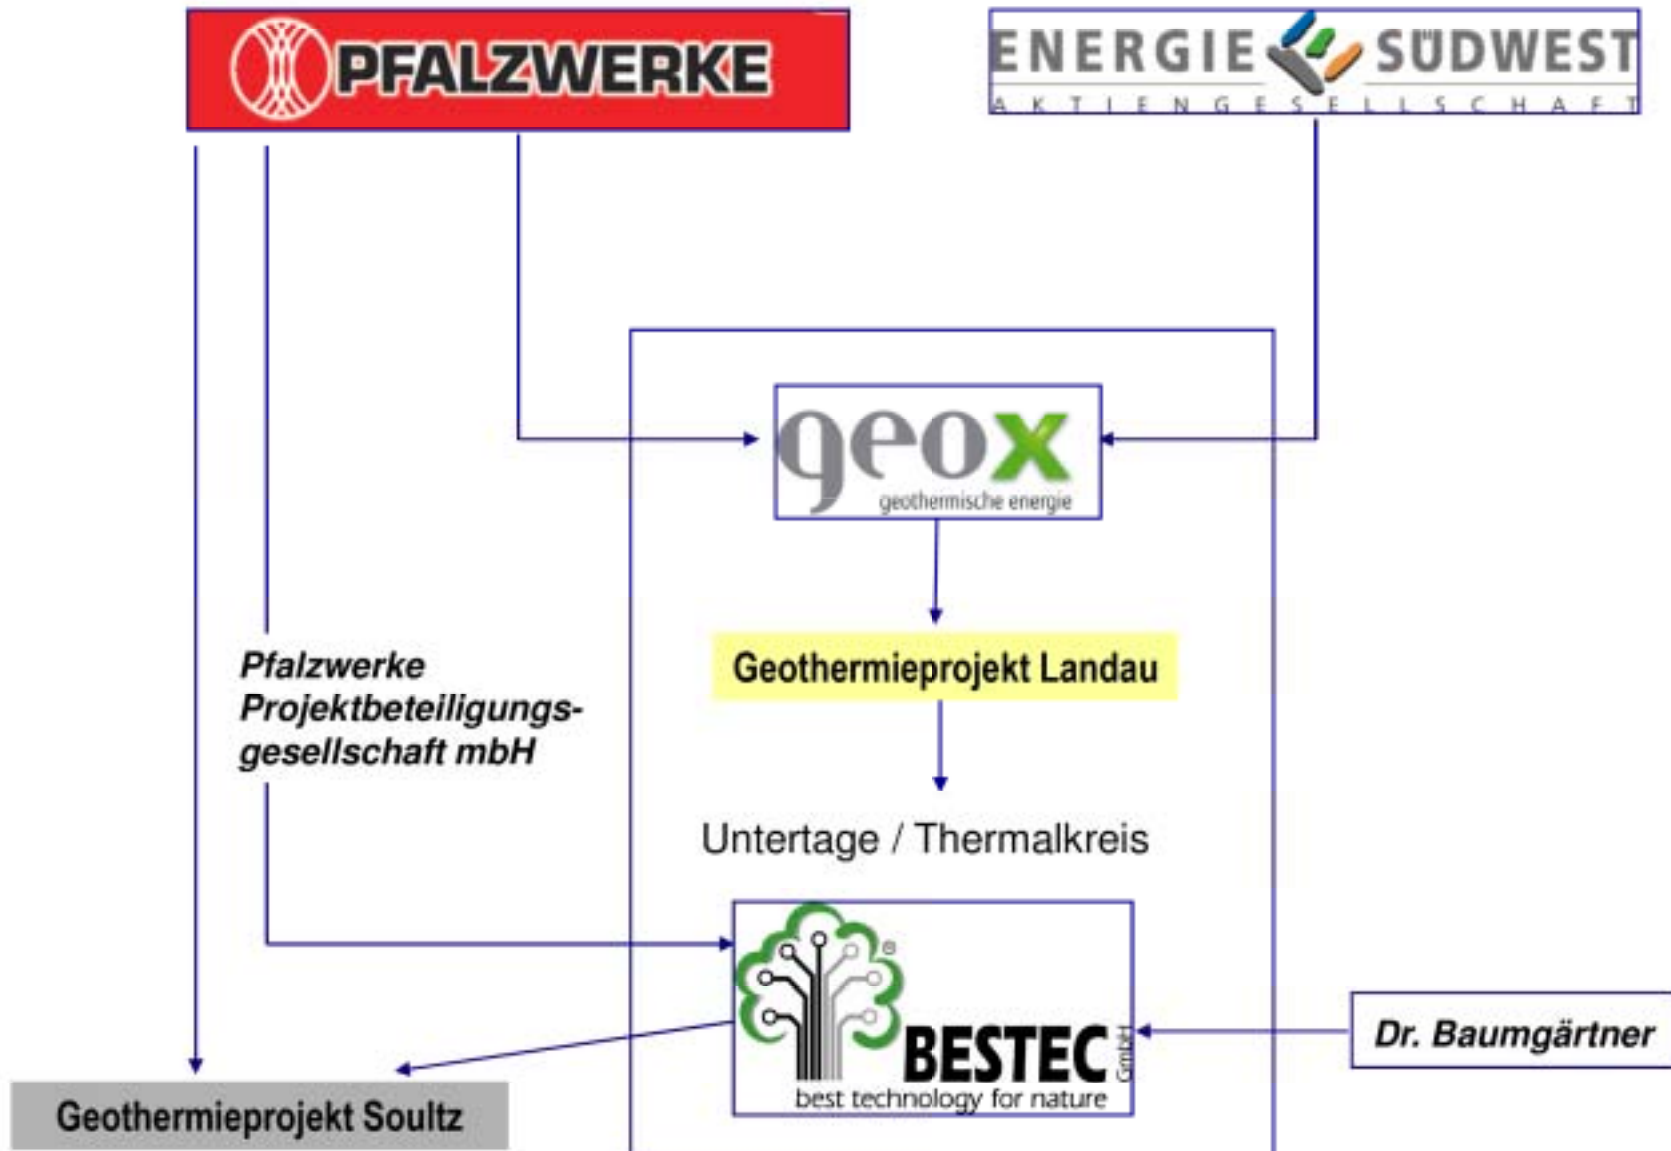 PFALZWERKE
ENERGIE SÜDWEST
AKTIENGESELLSCHAFT
geox
geothermische energie
Pfalzwerke
Projektbeteiligungs-
gesellschaft mbH
Geothermieprojekt Landau
Untertage / Thermalkreis
®
BESTEC GmbH
best technology for nature
Dr. Baumgärtner
Geothermieprojekt Soultz